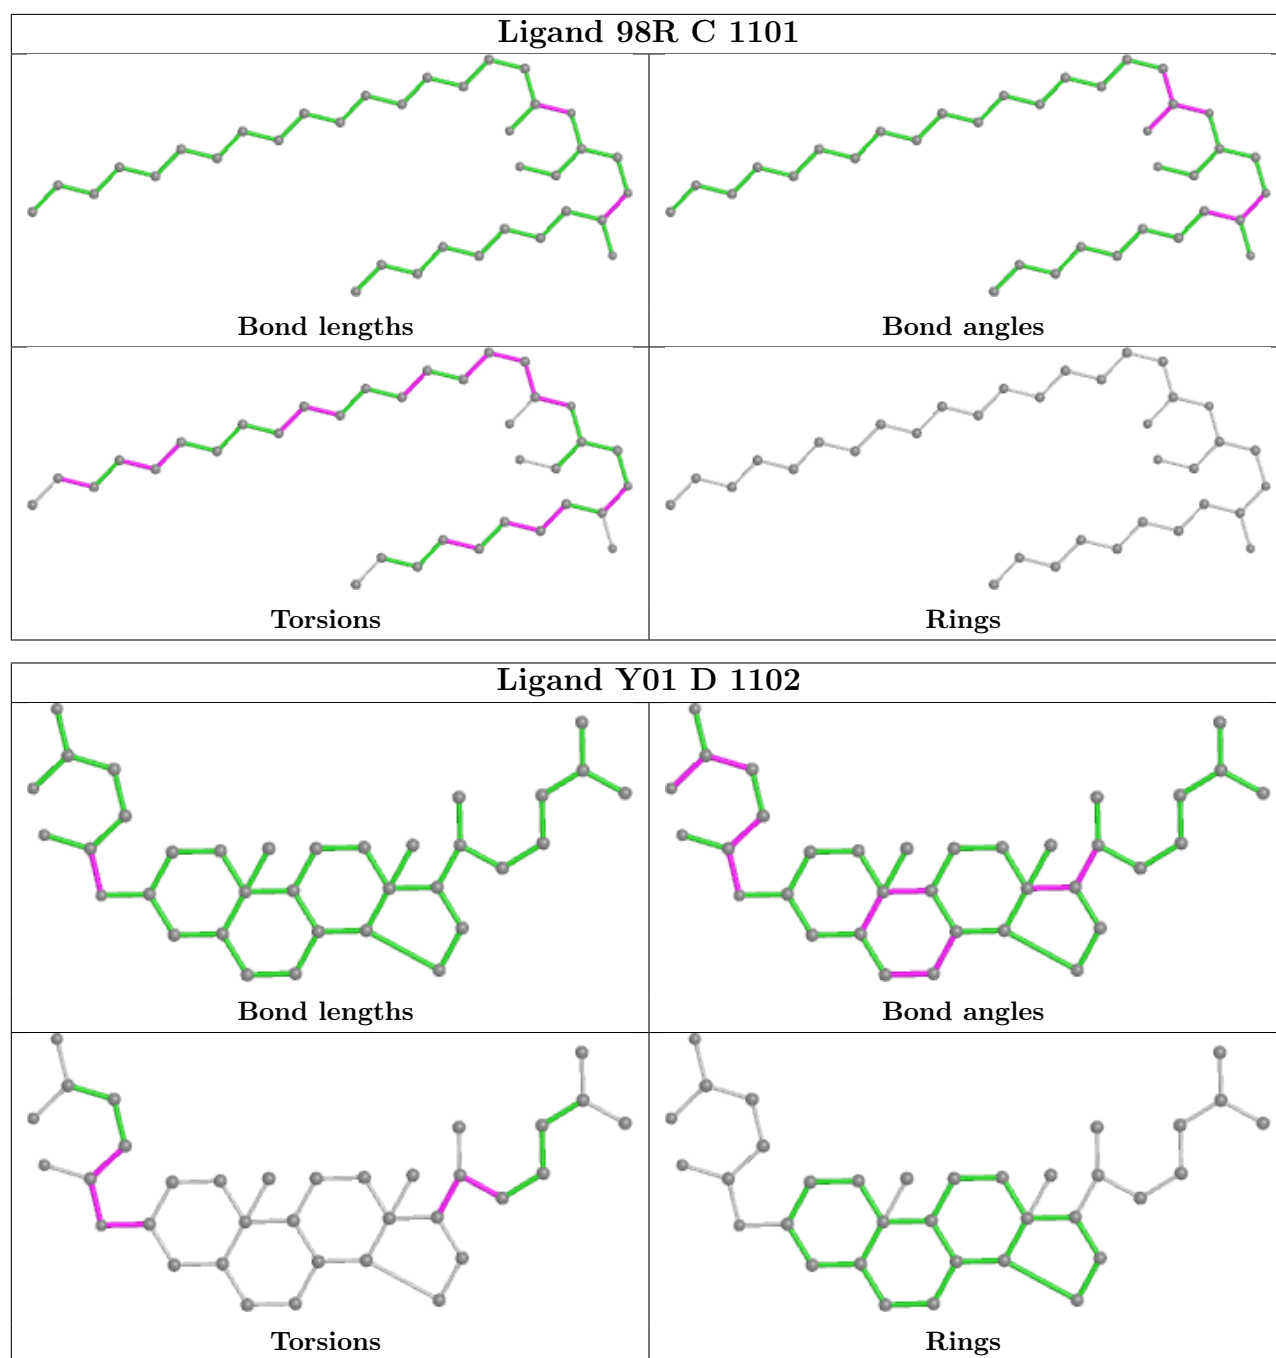 Ligand 98R C 1101
Bond lengths
Bond angles
Torsions
Rings
Ligand Y01 D 1102
Bond lengths
Bond angles
Torsions
Rings